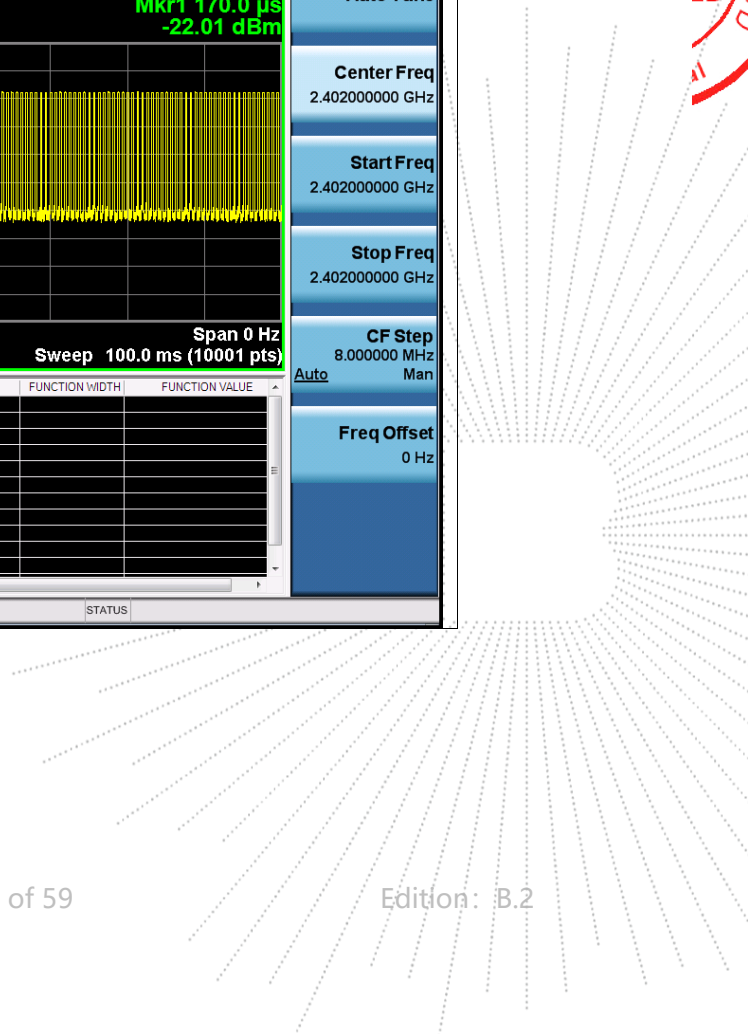 Mkr1 170.0 µs
-22.01 dBm
Center Freq
2.402000000 GHz
Start Freq
2.402000000 GHz
Stop Freq
2.402000000 GHz
Span 0 Hz
Sweep 100.0 ms (10001 pts)
CF Step
8.000000 MHz
Auto Man
FUNCTION WIDTH FUNCTION VALUE
Freq Offset
0 Hz
STATUS
of 59 Edition: B.2